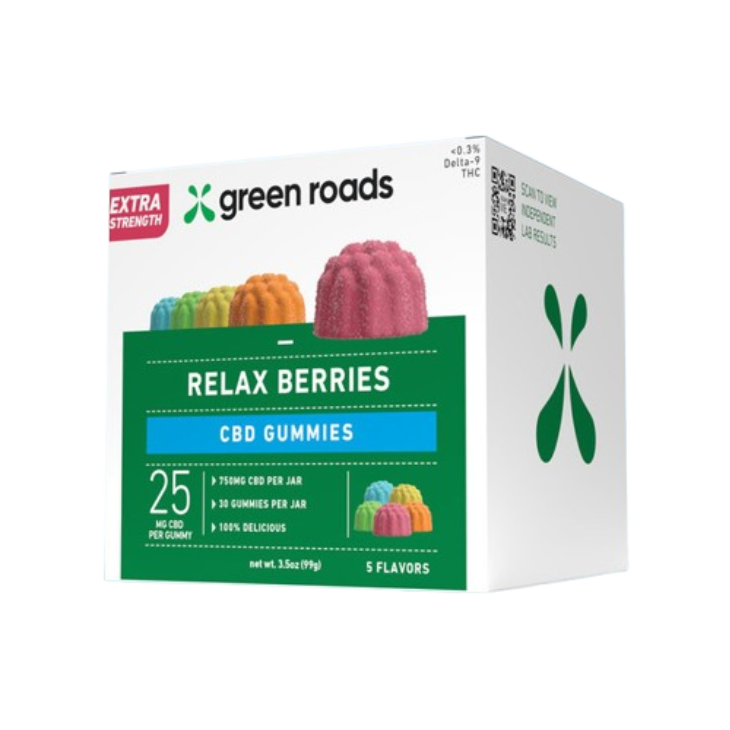 EXTRA
STRENGTH
green roads
<0.3%
Delta-9
THC
RELAX BERRIES
CBD GUMMIES
25
MG CBD
PER GUMMY
750MG CBD PER JAR
30 GUMMIES PER JAR
100% DELICIOUS
net wt. 3.5oz (99g)
5 FLAVORS
SCAN TO VIEW
INDEPENDENT
LAB RESULTS